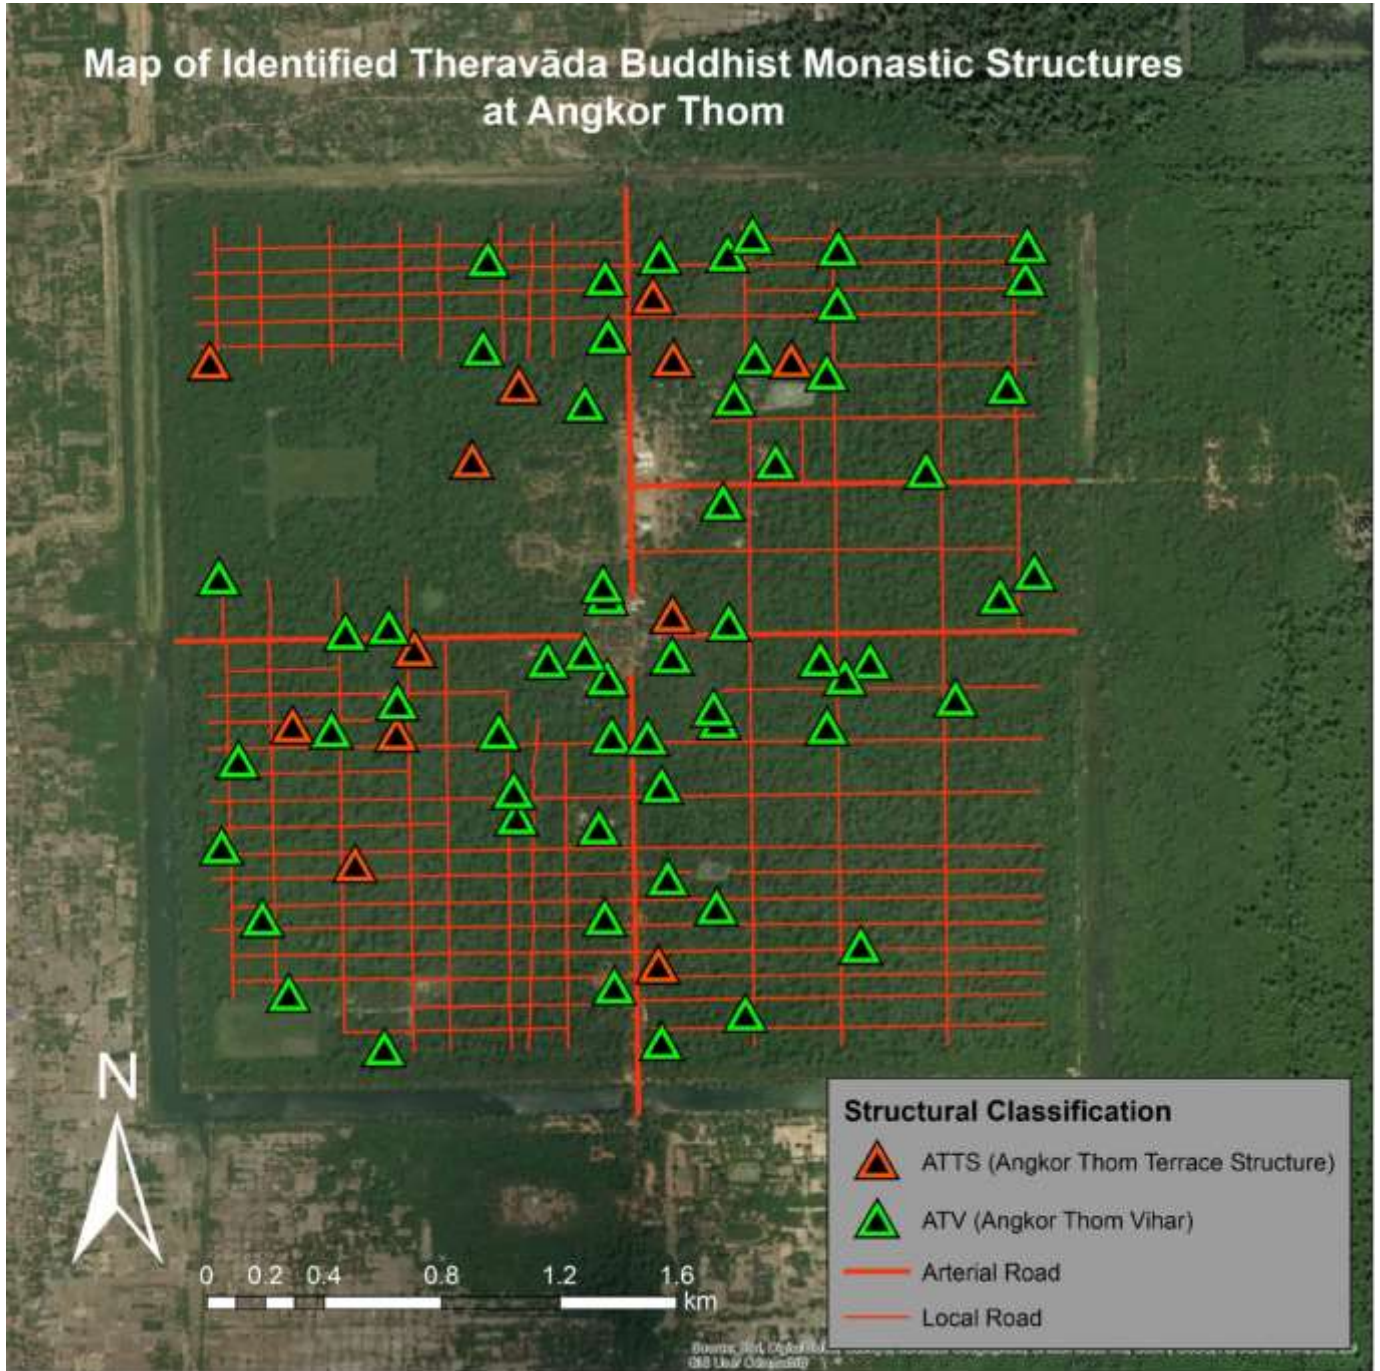 Map of Identified Theravāda Buddhist Monastic Structures
at Angkor Thom
N
0 0.2 0.4 0.8 1.2 1.6
km
Structural Classification
ATTS (Angkor Thom Terrace Structure)
ATV (Angkor Thom Vihar)
Arterial Road
Local Road